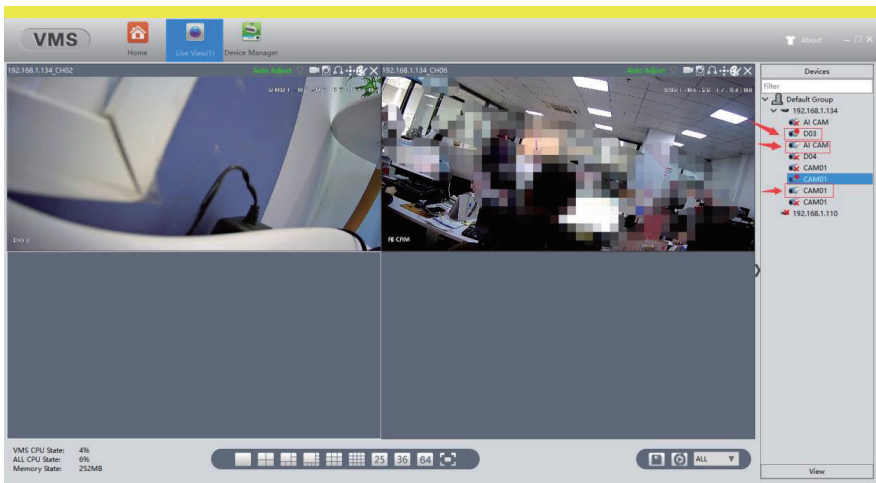 VMS
Home
Live View(1)
Device Manager
About
192.168.1.134_CH02
Auto Adjust
192.168.1.134_CH06
Auto Adjust
Devices
Filter
Default Group
192.168.1.134
AI CAM
D03
AI CAM
D04
CAM01
CAM01
CAM01
CAM01
192.168.1.110
AI CAM
VMS CPU State: 4%
ALL CPU State: 6%
Memory State: 252MB
25 36 64
ALL
View